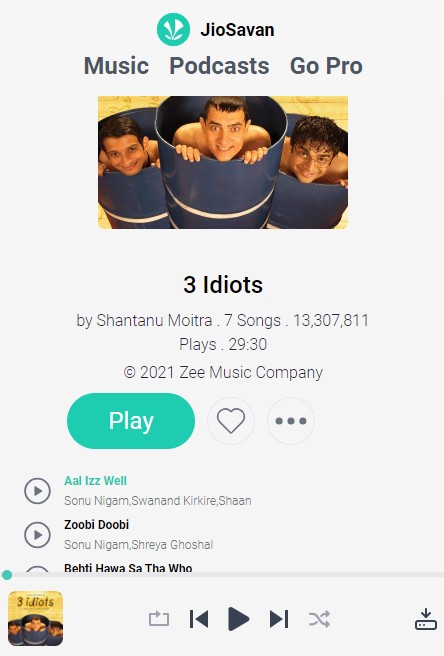 JioSavan
Music Podcasts Go Pro
3 Idiots
by Shantanu Moitra . 7 Songs . 13,307,811
Plays . 29:30
© 2021 Zee Music Company
Play
Aal Izz Well
Sonu Nigam,Swanand Kirkire,Shaan
Zoobi Doobi
Sonu Nigam,Shreya Ghoshal
Behti Hawa Sa Tha Who
3 idiots